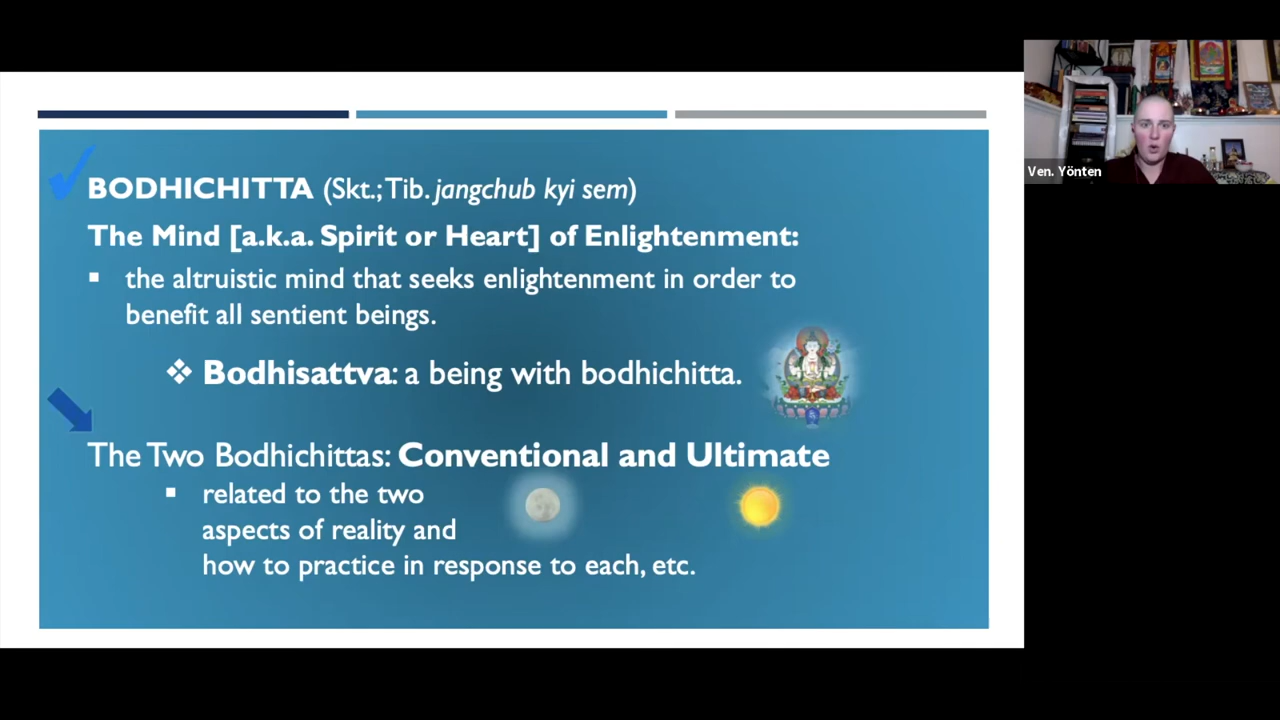 BODHICHITTA (Skt.; Tib. jangchub kyi sem)
The Mind [a.k.a. Spirit or Heart] of Enlightenment:
the altruistic mind that seeks enlightenment in order to
benefit all sentient beings.
Bodhisattva: a being with bodhichitta.
The Two Bodhichittas: Conventional and Ultimate
related to the two
aspects of reality and
how to practice in response to each, etc.
Ven. Yönten